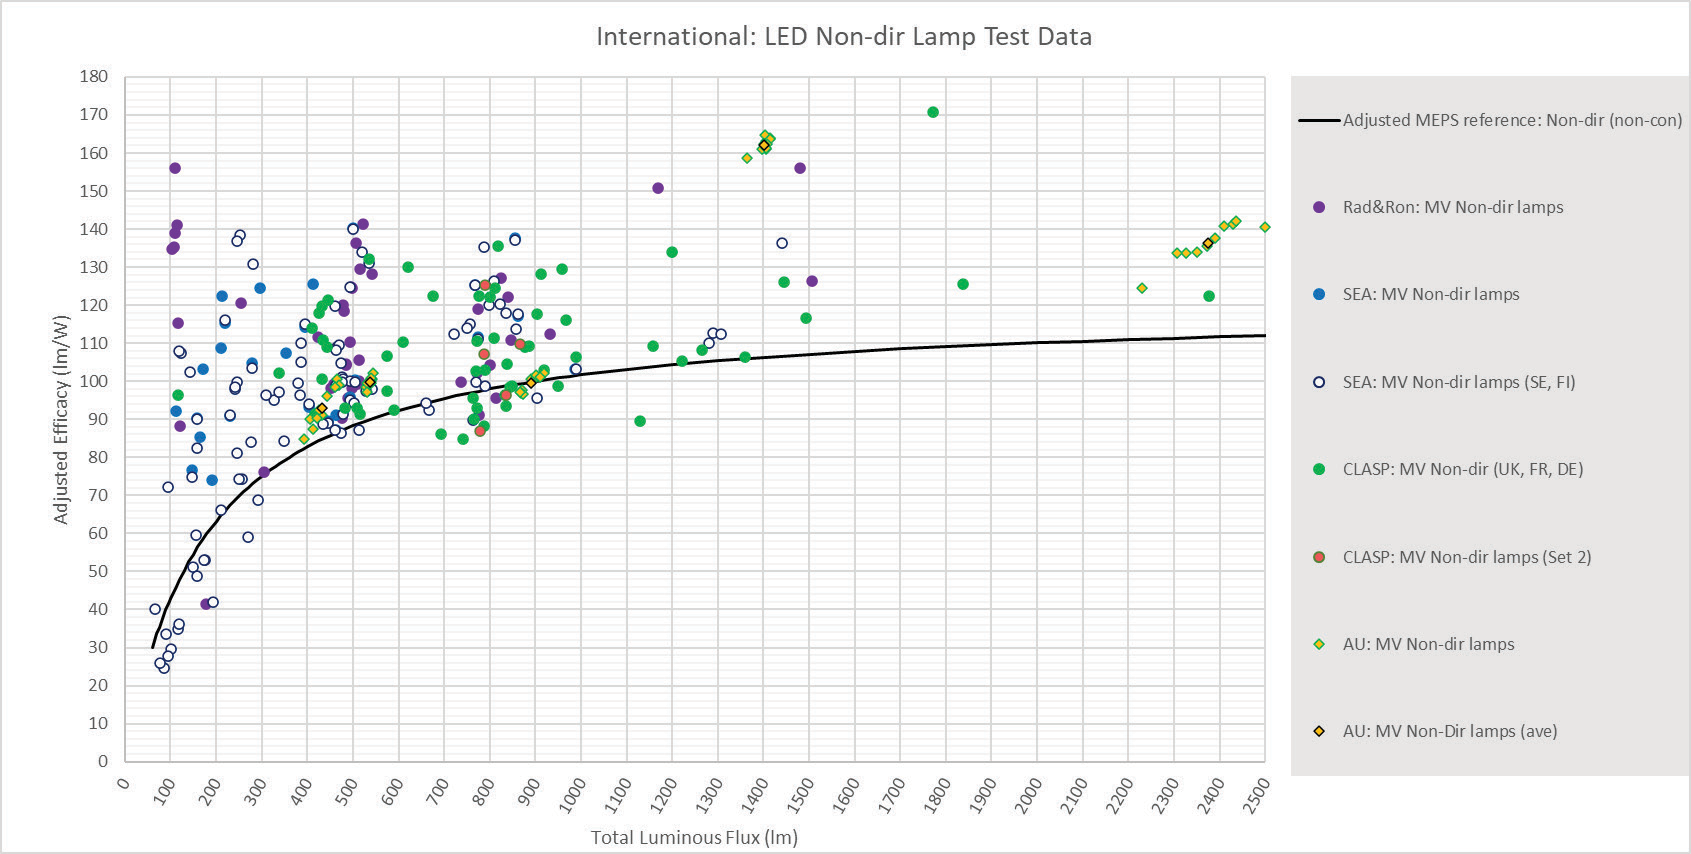 International: LED Non-dir Lamp Test Data
Adjusted Efficacy (lm/W)
180
170
160
150
140
130
120
110
100
90
80
70
60
50
40
30
20
10
0
0 100 200 300 400 500 600 700 800 900 1000 1100 1200 1300 1400 1500 1600 1700 1800 1900 2000 2100 2200 2300 2400 2500
Total Luminous Flux (lm)
Adjusted MEPS reference: Non-dir (non-con)
Rad&Ron: MV Non-dir lamps
SEA: MV Non-dir lamps
SEA: MV Non-dir lamps (SE, FI)
CLASP: MV Non-dir (UK, FR, DE)
CLASP: MV Non-dir lamps (Set 2)
AU: MV Non-dir lamps
AU: MV Non-Dir lamps (ave)